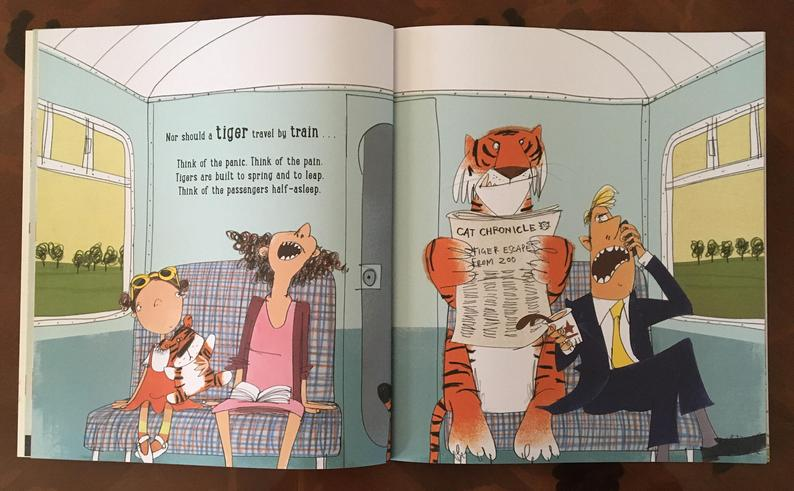 Nor should a tiger travel by train . . .
Think of the panic. Think of the pain.
Tigers are built to spring and to leap.
Think of the passengers half-asleep.
CAT CHRONICLE
TIGER ESCAPES
FROM ZOO